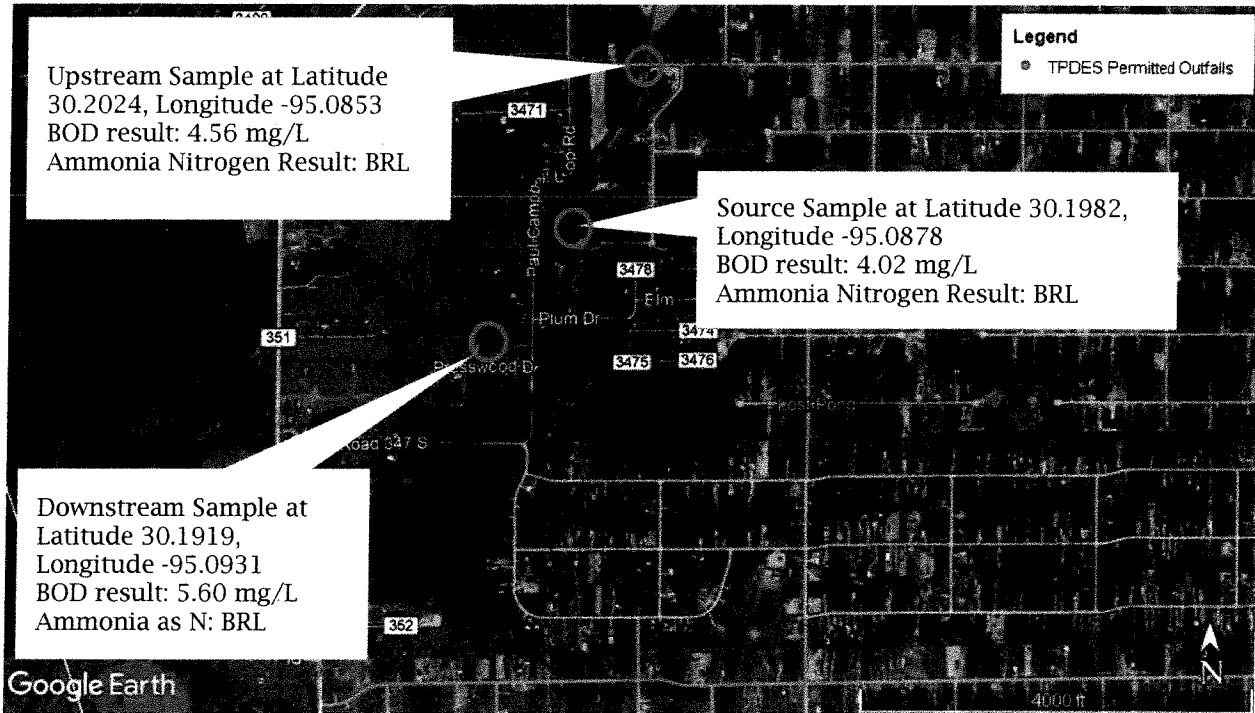 Upstream Sample at Latitude
30.2024, Longitude -95.0853
BOD result: 4.56 mg/L
Ammonia Nitrogen Result: BRL
Legend
TPDES Permitted Outfalls
3471
Source Sample at Latitude 30.1982,
Longitude -95.0878
BOD result: 4.02 mg/L
Ammonia Nitrogen Result: BRL
3478
Elm
Plum Dr
3474
351
3475
3476
Road 347 S
Downstream Sample at
Latitude 30.1919,
Longitude -95.0931
BOD result: 5.60 mg/L
Ammonia as N: BRL
352
Google Earth
N
4000 ft